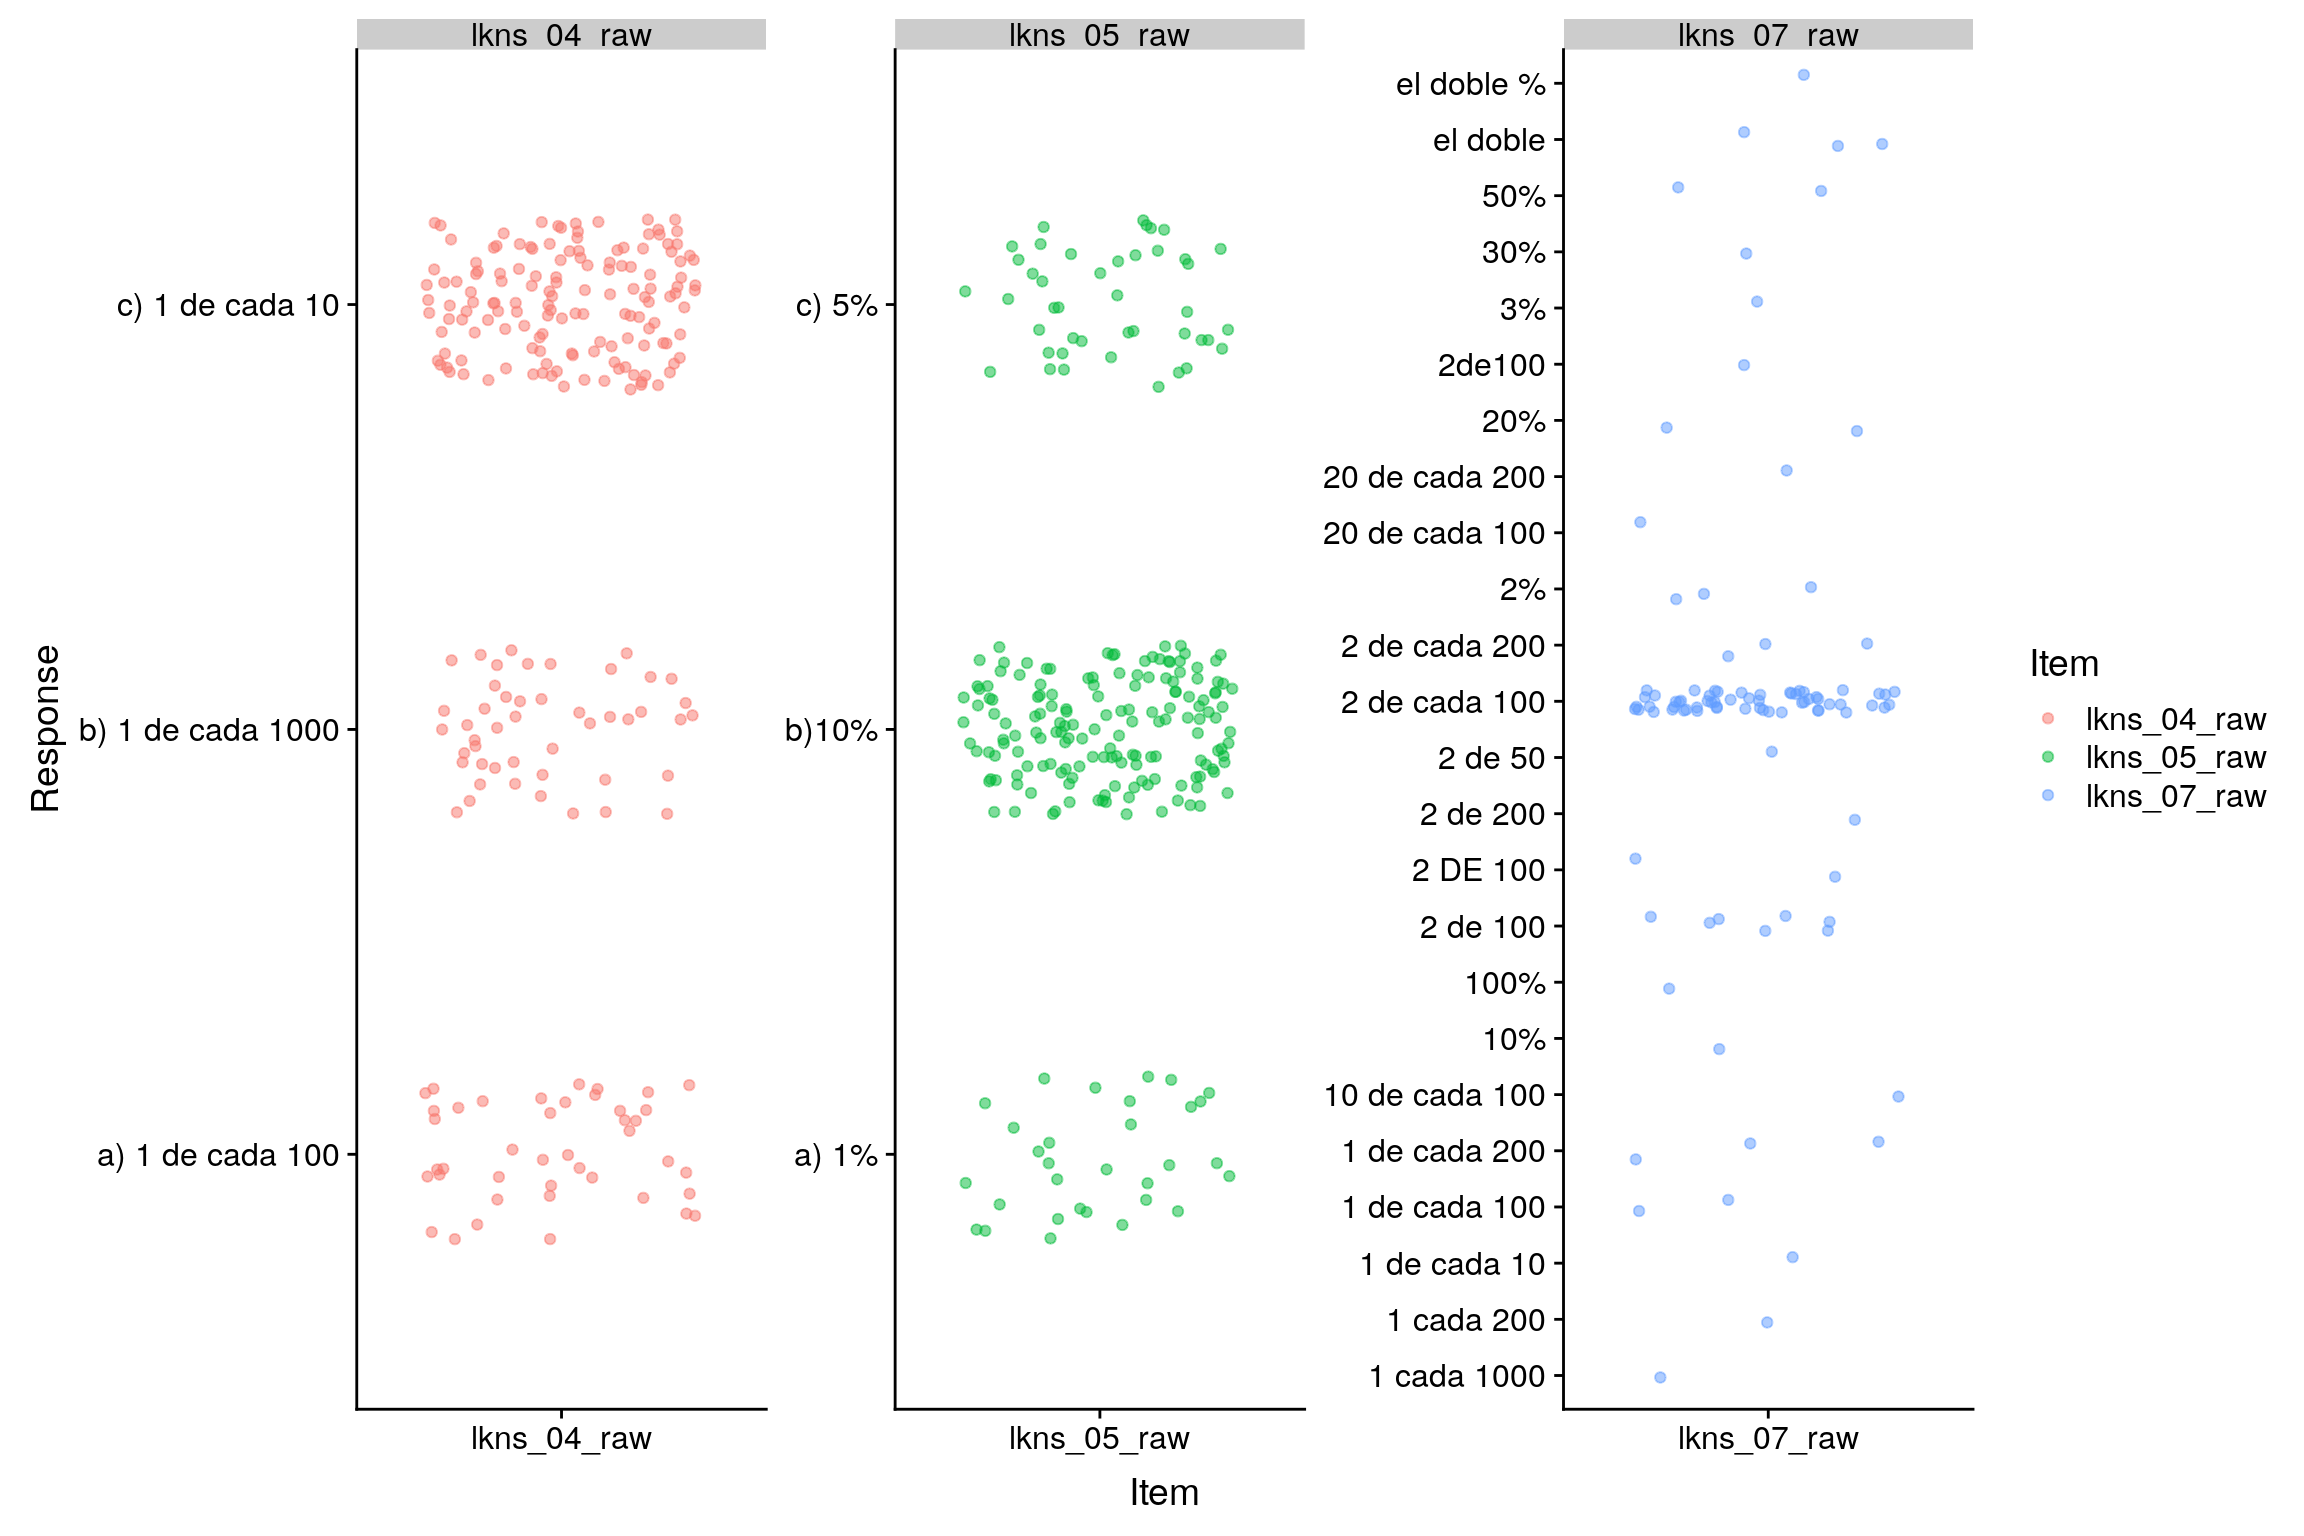 lkns_04_raw
lkns_05_raw
lkns_07_raw
Response
c) 1 de cada 10
b) 1 de cada 1000
a) 1 de cada 100
c) 5%
b)10%
a) 1%
el doble %
el doble
50%
30%
3%
2de100
20%
20 de cada 200
20 de cada 100
2%
2 de cada 200
2 de cada 100
2 de 50
2 de 200
2 DE 100
2 de 100
100%
10%
10 de cada 100
1 de cada 200
1 de cada 100
1 de cada 10
1 cada 200
1 cada 1000
lkns_04_raw
lkns_05_raw
lkns_07_raw
Item
Item
lkns_04_raw
lkns_05_raw
lkns_07_raw